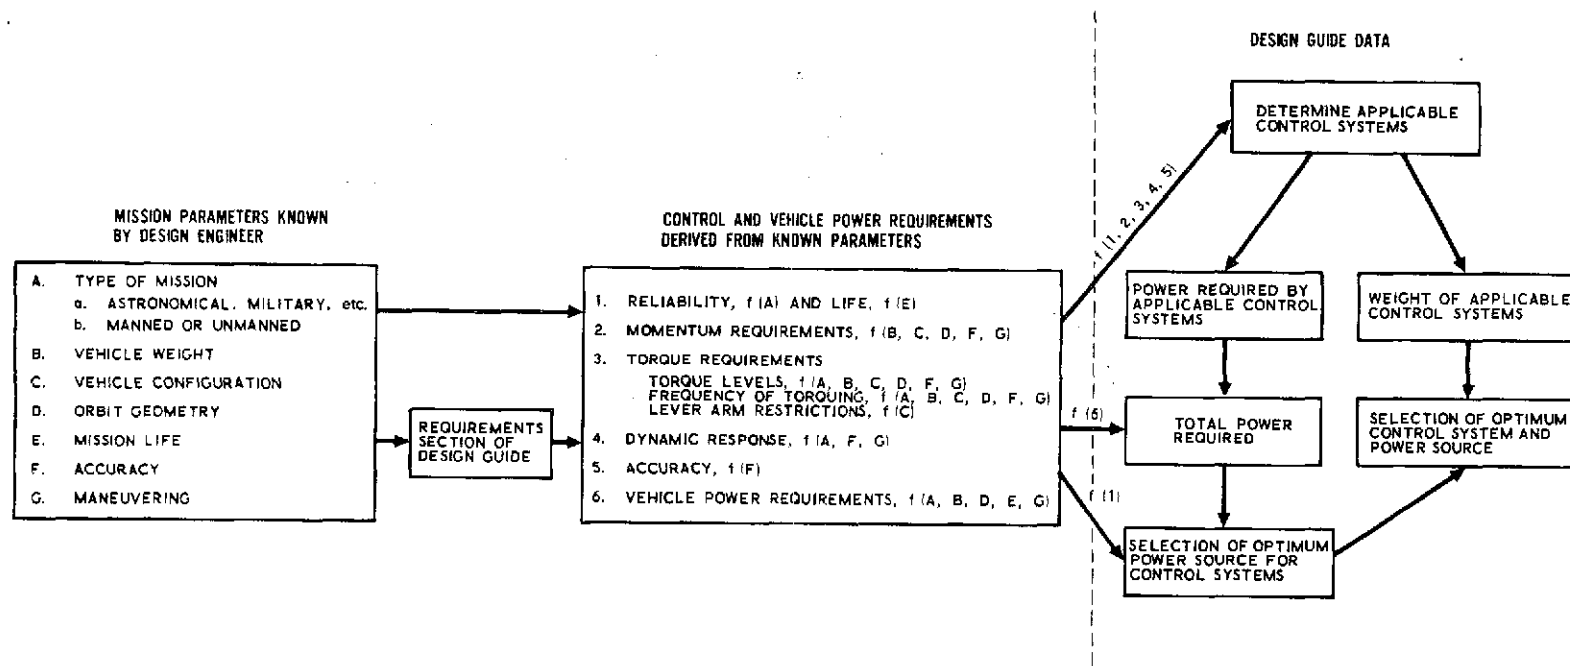 DESIGN GUIDE DATA
DETERMINE APPLICABLE
CONTROL SYSTEMS
f (1, 2, 3, 4, 5)
MISSION PARAMETERS KNOWN
BY DESIGN ENGINEER
A. TYPE OF MISSION
a. ASTRONOMICAL, MILITARY, etc.
b. MANNED OR UNMANNED
B. VEHICLE WEIGHT
C. VEHICLE CONFIGURATION
D. ORBIT GEOMETRY
E. MISSION LIFE
F. ACCURACY
G. MANEUVERING
REQUIREMENTS
SECTION OF
DESIGN GUIDE
CONTROL AND VEHICLE POWER REQUIREMENTS
DERIVED FROM KNOWN PARAMETERS
1. RELIABILITY, f (A) AND LIFE, f (E)
2. MOMENTUM REQUIREMENTS, f (B, C, D, F, G)
3. TORQUE REQUIREMENTS
TORQUE LEVELS, f (A, B, C, D, F, G)
FREQUENCY OF TORQUING, f (A, B, C, D, F, G)
LEVER ARM RESTRICTIONS, f (C)
4. DYNAMIC RESPONSE, f (A, F, G)
5. ACCURACY, f (F)
6. VEHICLE POWER REQUIREMENTS, f (A, B, D, E, G)
f (6)
f (1)
POWER REQUIRED BY
APPLICABLE CONTROL
SYSTEMS
WEIGHT OF APPLICABLE
CONTROL SYSTEMS
TOTAL POWER
REQUIRED
SELECTION OF OPTIMUM
CONTROL SYSTEM AND
POWER SOURCE
SELECTION OF OPTIMUM
POWER SOURCE FOR
CONTROL SYSTEMS